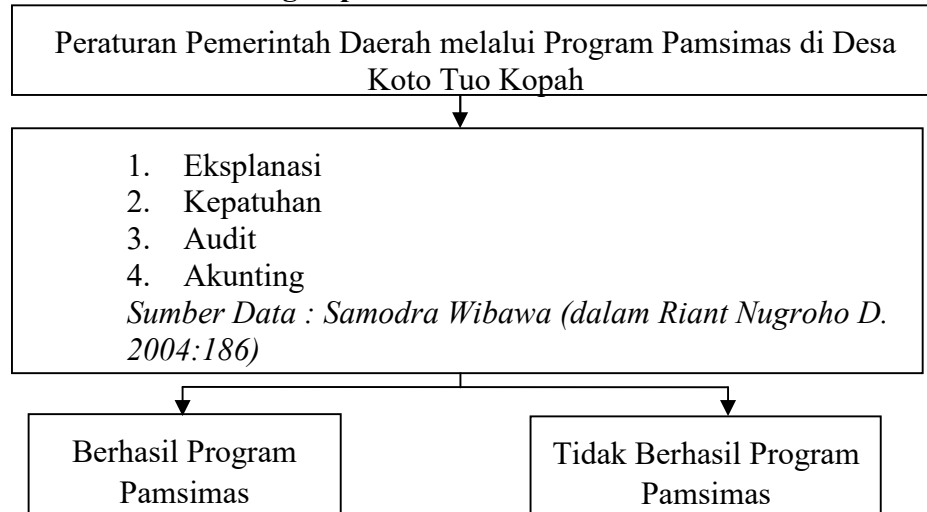 Peraturan Pemerintah Daerah melalui Program Pamsimas di Desa
Koto Tuo Kopah
1. Eksplanasi
2. Kepatuhan
3. Audit
4. Akunting
Sumber Data : Samodra Wibawa (dalam Riant Nugroho D.
2004:186)
Berhasil Program
Pamsimas
Tidak Berhasil Program
Pamsimas